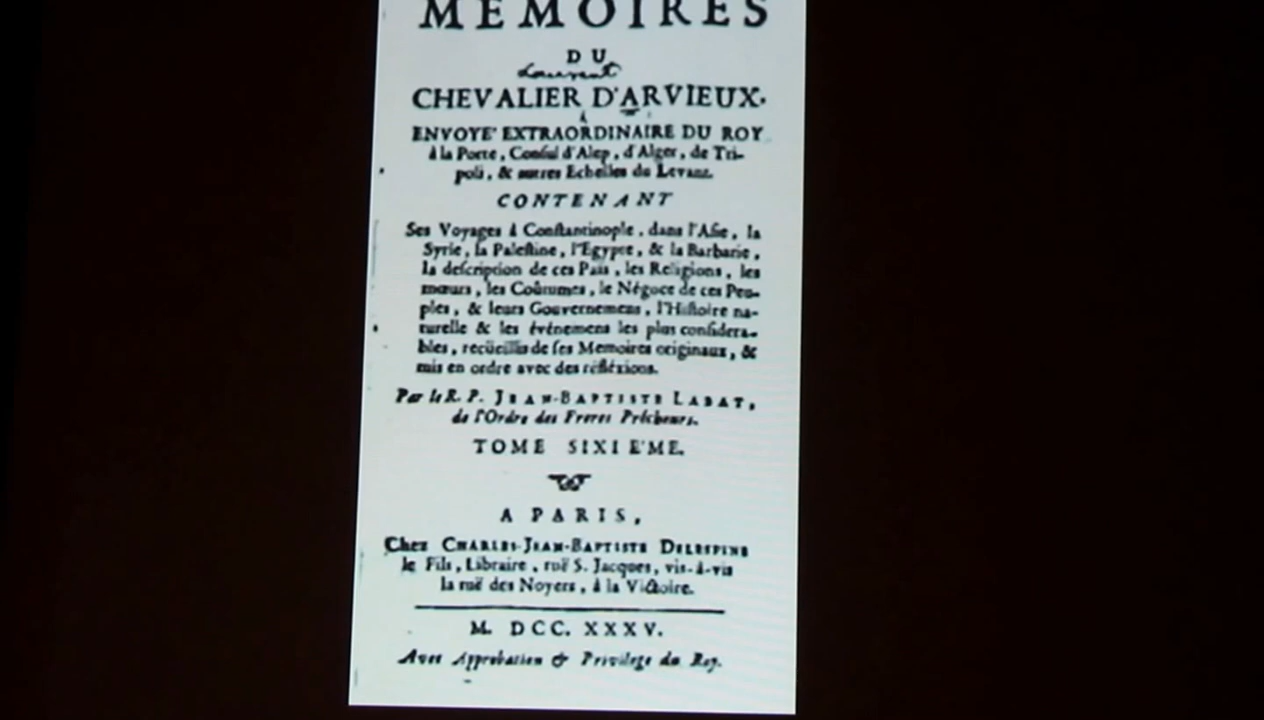 MEMOIRES
DU
Laurent
CHEVALIER D'ARVIEUX.
ENVOYE' EXTRAORDINAIRE DU ROY
à la Porte, Consul d'Alep, d'Alger, de Tri-
poli, & autres Echelles du Levant.
CONTENANT
Ses Voyages à Constantinople, dans l'Asie, la
Syrie, la Palestine, l'Egypte, & la Barbarie,
la description de ces Païs, les Religions, les
mœurs, les Coûtumes, le Négoce de ces Peu-
ples, & leurs Gouvernemens, l'Histoire na-
turelle & les événemens les plus considera-
bles, recüeillis de ses Memoires originaux, &
mis en ordre avec des réfléxions.
Par le R. P. JEAN-BAPTISTE LABAT,
de l'Ordre des Freres Prêcheurs.
TOME SIXIE'ME.
A PARIS,
Chez CHARLES-JEAN-BAPTISTE DELESPINE
le Fils, Libraire, ruë S. Jacques, vis-à-vis
la ruë des Noyers, à la Victoire.
M. DCC. XXXV.
Avec Approbation & Privilege du Roy.